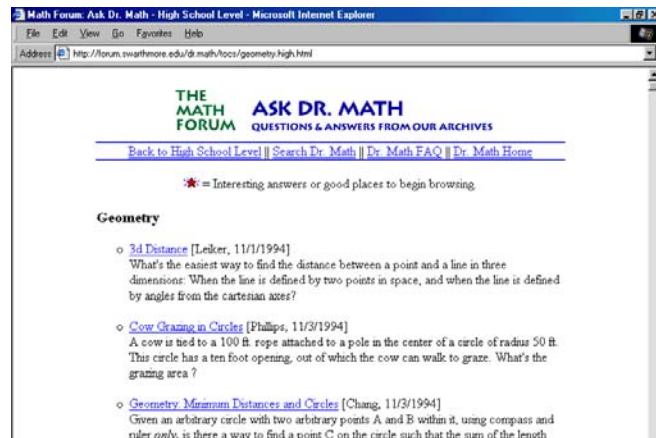 Math Forum: Ask Dr. Math - High School Level - Microsoft Internet Explorer
File Edit View Go Favorites Help
Address http://forum.swarthmore.edu/dr.math/tocs/geometry.high.html
THE
MATH
FORUM
ASK DR. MATH
QUESTIONS & ANSWERS FROM OUR ARCHIVES
Back to High School Level || Search Dr. Math || Dr. Math FAQ || Dr. Math Home
= Interesting answers or good places to begin browsing.
Geometry
3d Distance [Leiker, 11/1/1994]
What's the easiest way to find the distance between a point and a line in three
dimensions: When the line is defined by two points in space, and when the line is defined
by angles from the cartesian axes?
Cow Grazing in Circles [Phillips, 11/3/1994]
A cow is tied to a 100 ft. rope attached to a pole in the center of a circle of radius 50 ft.
This circle has a ten foot opening, out of which the cow can walk to graze. What's the
grazing area ?
Geometry: Minimum Distances and Circles [Chang, 11/3/1994]
Given an arbitrary circle with two arbitrary points A and B within it, using compass and
ruler only, is there a way to find a point C on the circle such that the sum of the length